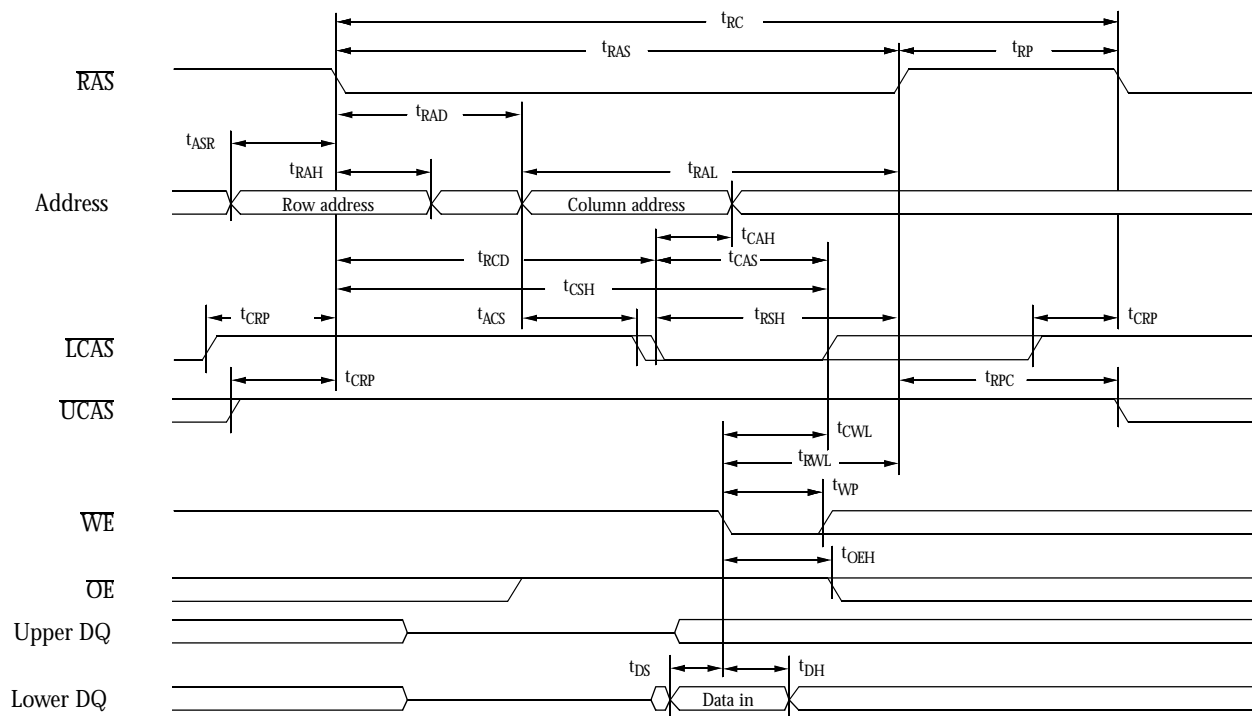 tRC
tRAS tRP
RAS
tRAD
tASR
tRAH tRAL
Address Row address Column address
tCAH
tRCD tCAS
tCSH
tCRP tACS tRSH tCRP
LCAS
tCRP tRPC
UCAS
tCWL
tRWL
tWP
WE
tOEH
OE
Upper DQ
tDS tDH
Lower DQ Data in